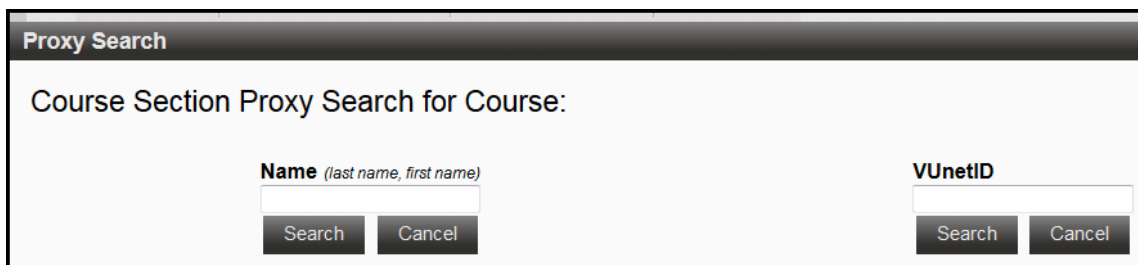 Proxy Search
Course Section Proxy Search for Course:
Name (last name, first name)
VUnetID
Search Cancel
Search Cancel